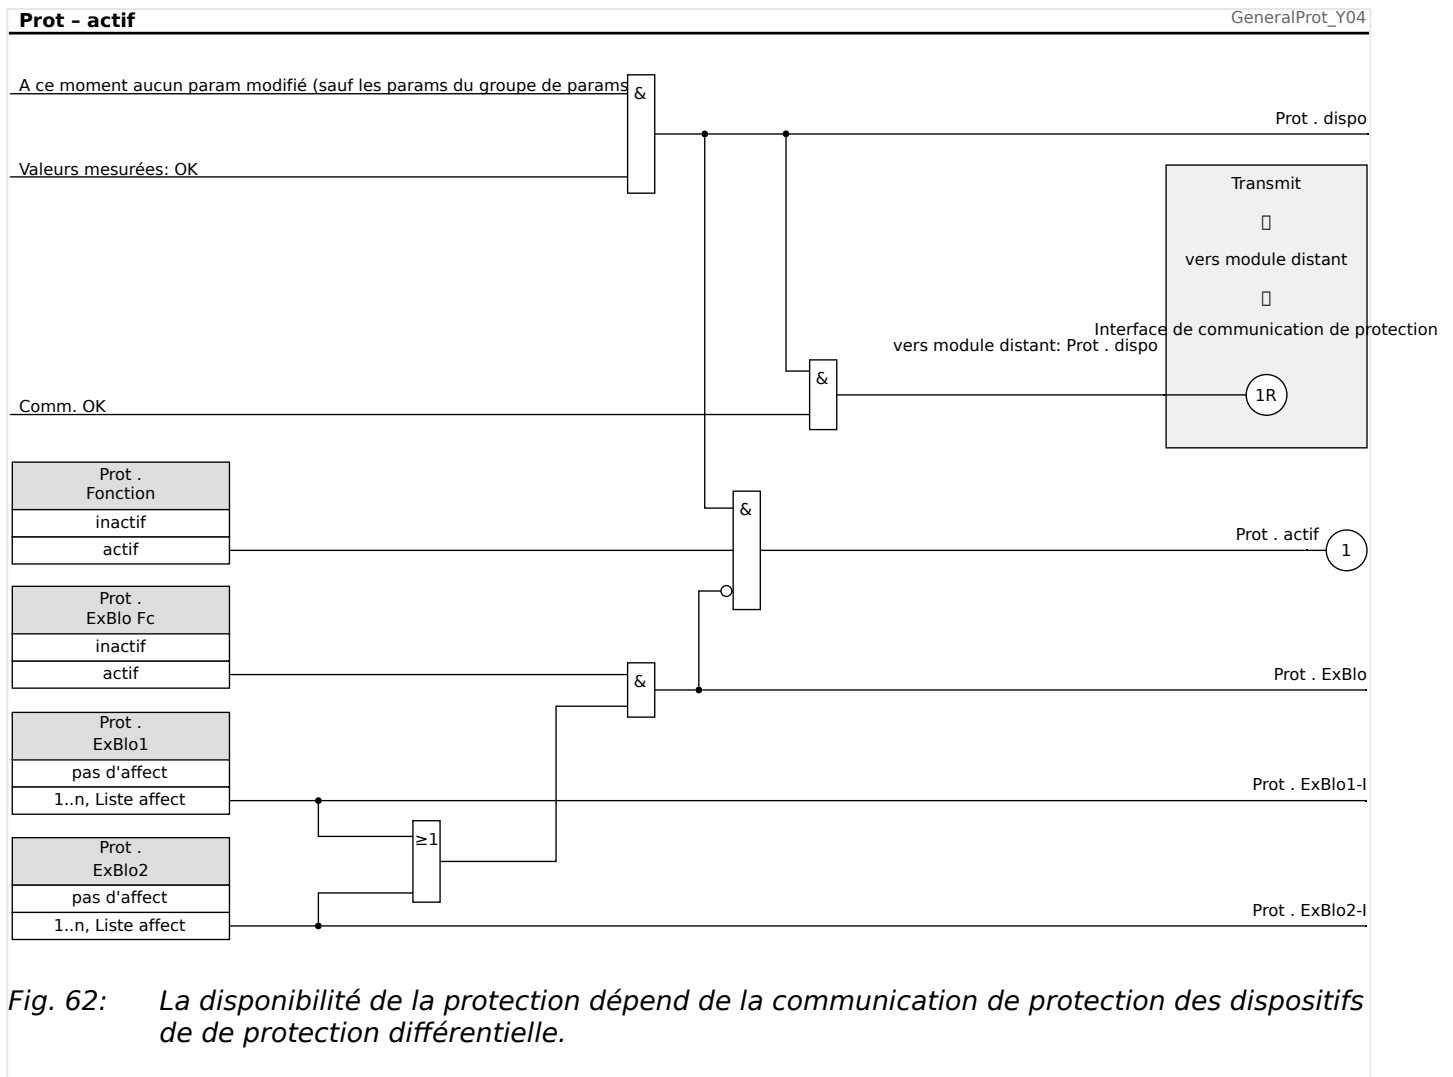 Prot – actif
GeneralProt_Y04
A ce moment aucun param modifié (sauf les params du groupe de params
&
Prot . dispo
Valeurs mesurées: OK
Transmit
vers module distant
Interface de communication de protection
vers module distant: Prot . dispo
&
1R
Comm. OK
Prot .
Fonction
inactif
actif
&
Prot . actif
1
Prot .
ExBlo Fc
inactif
actif
&
Prot . ExBlo
Prot .
ExBlo1
pas d'affect
1..n, Liste affect
Prot . ExBlo1-I
≥1
Prot .
ExBlo2
pas d'affect
1..n, Liste affect
Prot . ExBlo2-I
Fig. 62: La disponibilité de la protection dépend de la communication de protection des dispositifs
de de protection différentielle.